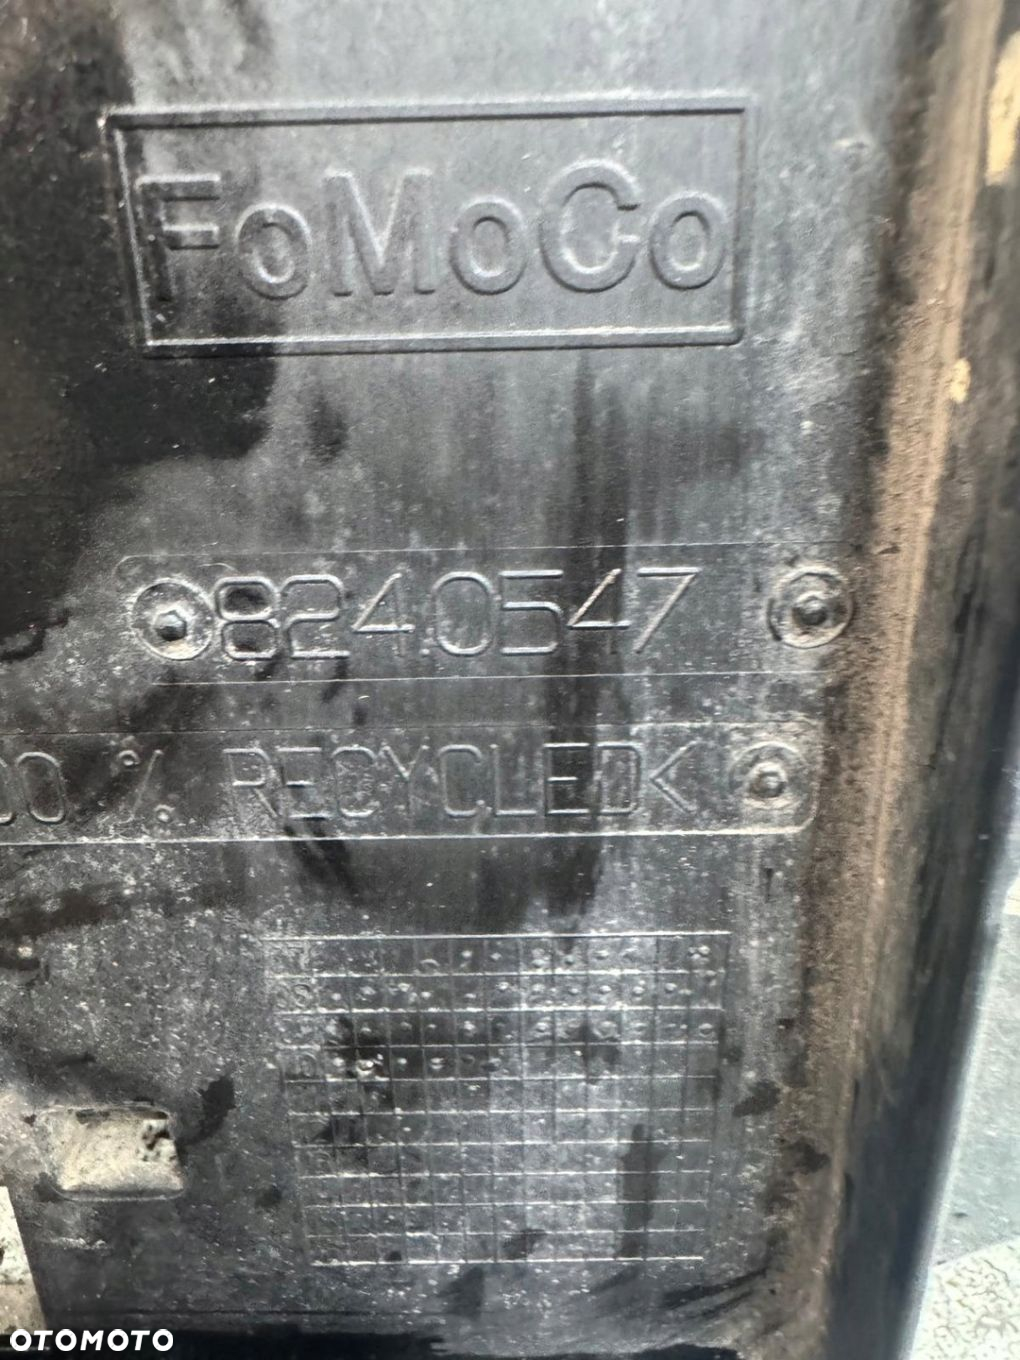 FoMoCo
8240547
% RECYCLED<
OTOMOTO